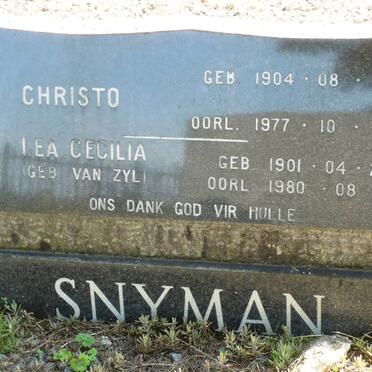 CHRISTO GEB 1904 · 08 ·
OORL. 1977 · 10 ·
LEA CECILIA GEB 1901 · 04 ·
(GEB VAN ZYL) OORL 1980 · 08
ONS DANK GOD VIR HULLE
SNYMAN